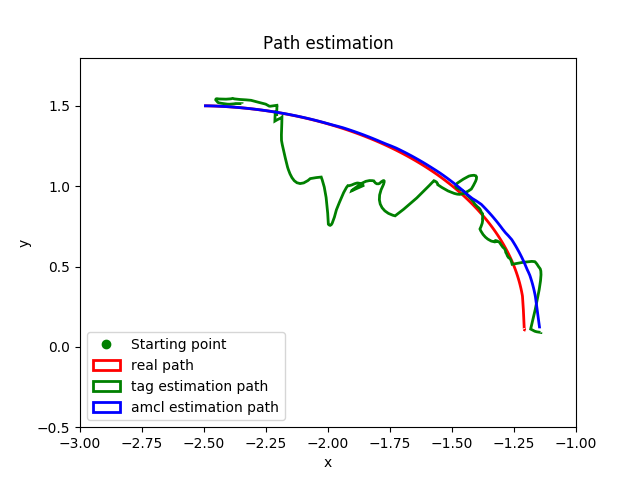 Path estimation
y
1.5
1.0
0.5
0.0
−0.5
Starting point
real path
tag estimation path
amcl estimation path
−3.00 −2.75 −2.50 −2.25 −2.00 −1.75 −1.50 −1.25 −1.00
x